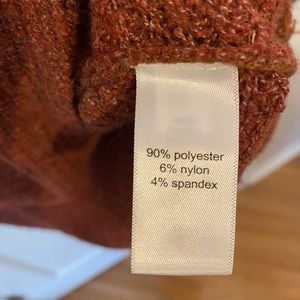 90% polyester
6% nylon
4% spandex